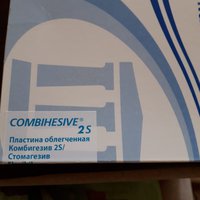 COMBIHESIVE®
2S
Пластина облегченная
Комбигезив 2S/
Стомагезив